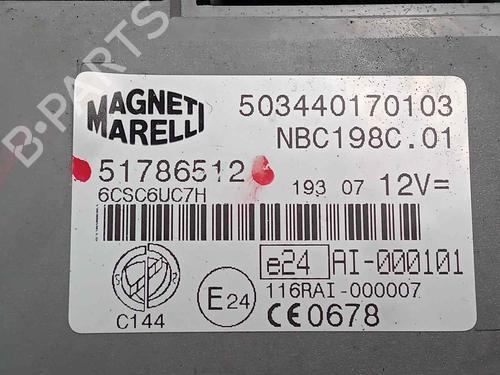 MAGNETI
MARELLI
503440170103
NBC198C.01
51786512
6CSC6UC7H
193 07 12V=
e24 AI-000101
116RAI-000007
E24
C144
CE0678
B-PARTS